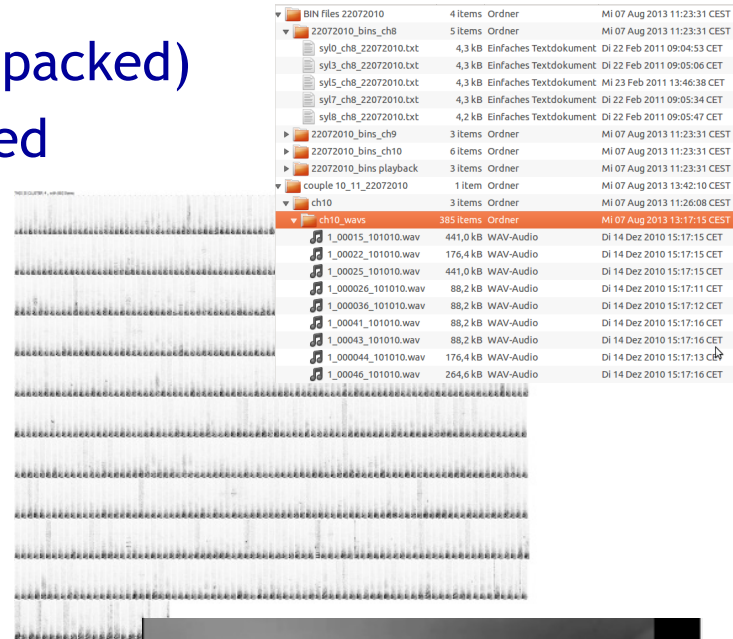 packed)
ed
BIN files 22072010 4 items Ordner Mi 07 Aug 2013 11:23:31 CEST
22072010_bins_ch8 5 items Ordner Mi 07 Aug 2013 11:23:31 CEST
syl0_ch8_22072010.txt 4,3 kB Einfaches Textdokument Di 22 Feb 2011 09:04:53 CET
syl3_ch8_22072010.txt 4,3 kB Einfaches Textdokument Di 22 Feb 2011 09:05:06 CET
syl5_ch8_22072010.txt 4,3 kB Einfaches Textdokument Mi 23 Feb 2011 13:46:38 CET
syl7_ch8_22072010.txt 4,3 kB Einfaches Textdokument Di 22 Feb 2011 09:05:34 CET
syl8_ch8_22072010.txt 4,2 kB Einfaches Textdokument Di 22 Feb 2011 09:05:47 CET
22072010_bins_ch9 3 items Ordner Mi 07 Aug 2013 11:23:31 CEST
22072010_bins_ch10 6 items Ordner Mi 07 Aug 2013 11:23:31 CEST
22072010_bins playback 3 items Ordner Mi 07 Aug 2013 11:23:31 CEST
couple 10_11_22072010 1 item Ordner Mi 07 Aug 2013 13:42:10 CEST
ch10 3 items Ordner Mi 07 Aug 2013 11:26:08 CEST
ch10_wavs 385 items Ordner Mi 07 Aug 2013 13:17:15 CEST
1_00015_101010.wav 441,0 kB WAV-Audio Di 14 Dez 2010 15:17:15 CET
1_00022_101010.wav 176,4 kB WAV-Audio Di 14 Dez 2010 15:17:15 CET
1_00025_101010.wav 441,0 kB WAV-Audio Di 14 Dez 2010 15:17:15 CET
1_000026_101010.wav 88,2 kB WAV-Audio Di 14 Dez 2010 15:17:11 CET
1_000036_101010.wav 88,2 kB WAV-Audio Di 14 Dez 2010 15:17:12 CET
1_00041_101010.wav 88,2 kB WAV-Audio Di 14 Dez 2010 15:17:16 CET
1_00043_101010.wav 88,2 kB WAV-Audio Di 14 Dez 2010 15:17:16 CET
1_000044_101010.wav 176,4 kB WAV-Audio Di 14 Dez 2010 15:17:13 CET
1_00046_101010.wav 264,6 kB WAV-Audio Di 14 Dez 2010 15:17:16 CET